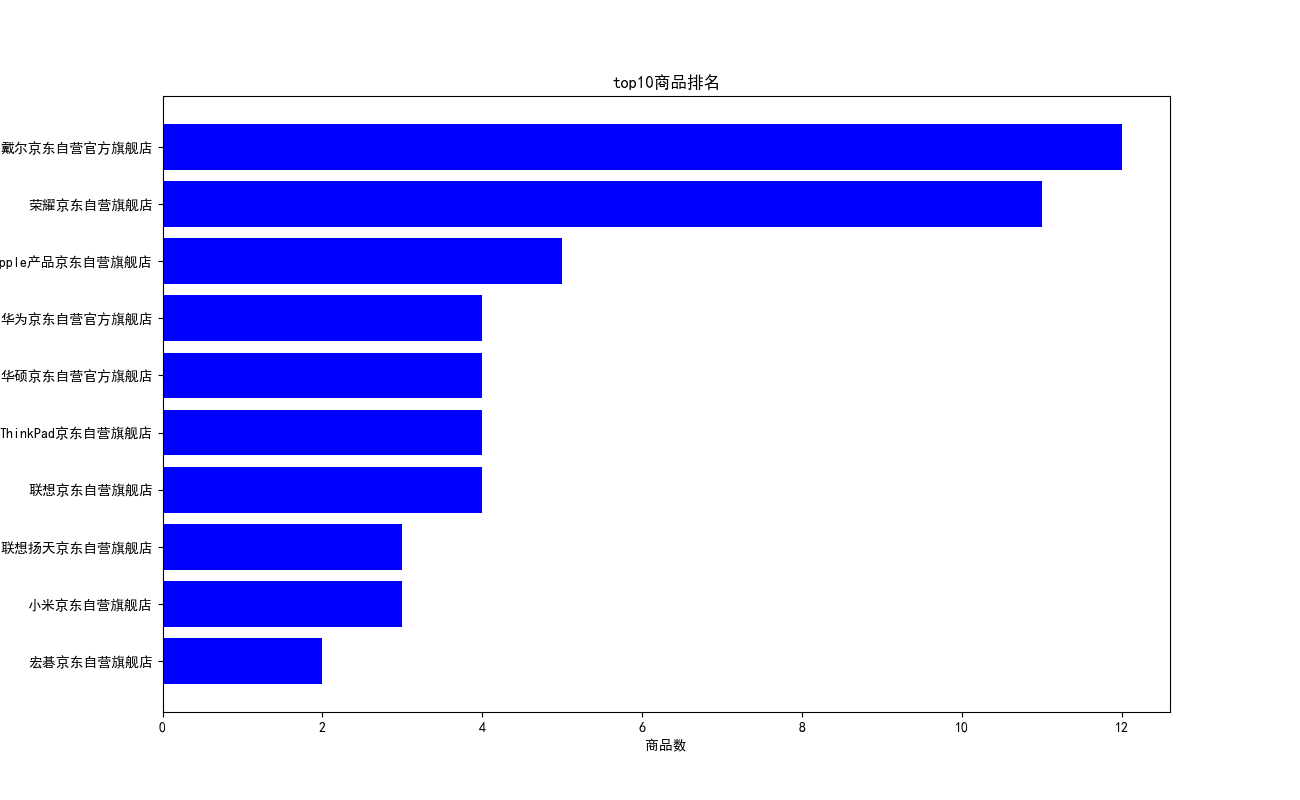 top10商品排名
戴尔京东自营官方旗舰店
荣耀京东自营旗舰店
pple产品京东自营旗舰店
华为京东自营官方旗舰店
华硕京东自营官方旗舰店
ThinkPad京东自营旗舰店
联想京东自营旗舰店
联想扬天京东自营旗舰店
小米京东自营旗舰店
宏碁京东自营旗舰店
0 2 4 6 8 10 12
商品数